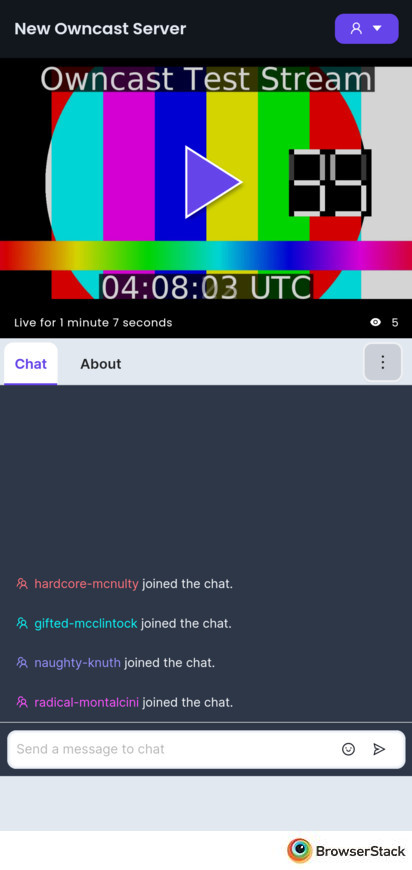 New Owncast Server
Owncast Test Stream
04:08:03 UTC
Live for 1 minute 7 seconds
5
Chat
About
hardcore-mcnulty joined the chat.
gifted-mcclintock joined the chat.
naughty-knuth joined the chat.
radical-montalcini joined the chat.
Send a message to chat
BrowserStack